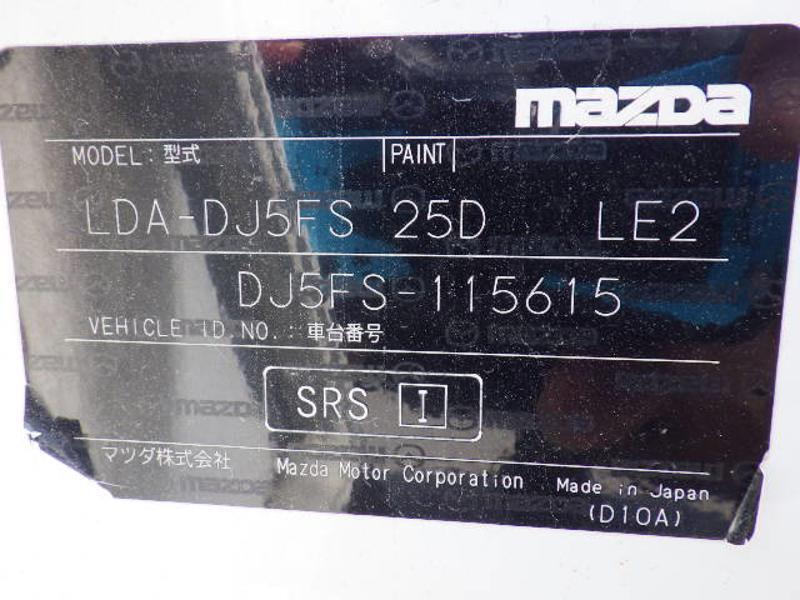 mazda
MODEL : 型式 PAINT
LDA-DJ5FS 25D LE2
DJ5FS-115615
VEHICLE ID. NO. : 車台番号
SRS I
マツダ株式会社 Mazda Motor Corporation Made in Japan
(D10A)